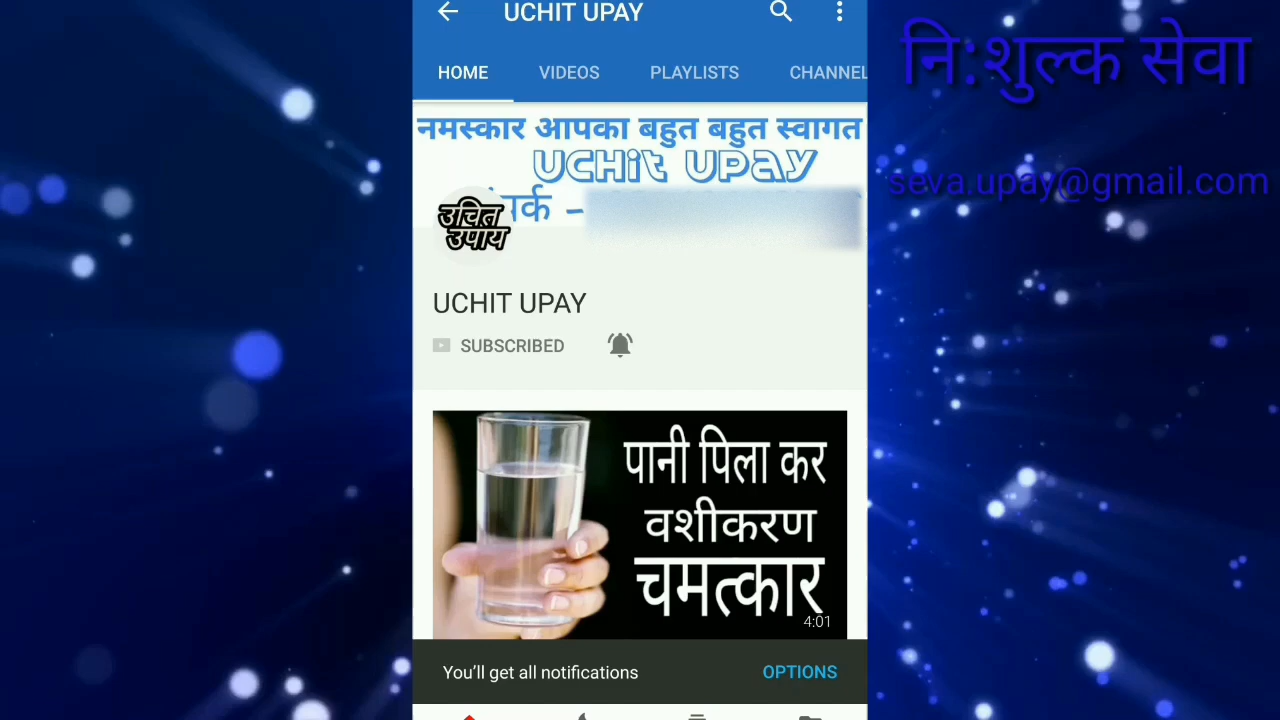 UCHIT UPAY
HOME VIDEOS PLAYLISTS CHANNEL
नमस्कार आपका बहुत बहुत स्वागत
UCHIT UPAY
उचित
उपाय
UCHIT UPAY
SUBSCRIBED
पानी पिला कर
वशीकरण
चमत्कार
4:01
You'll get all notifications OPTIONS
नि:शुल्क सेवा
seva.upay@gmail.com